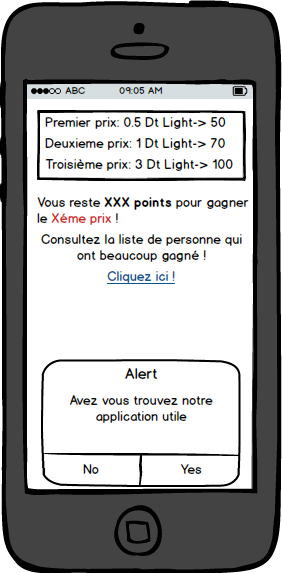 ABC 09:05 AM
Premier prix: 0.5 Dt Light-> 50
Deuxieme prix: 1 Dt Light-> 70
Troisième prix: 3 Dt Light-> 100
Yous reste XXX points pour gagner
le Xéme prix !
Consultez la liste de personne qui
ont beaucoup gagné !
Cliquez ici !
Alert
Avez vous trouvez notre
application utile
No Yes